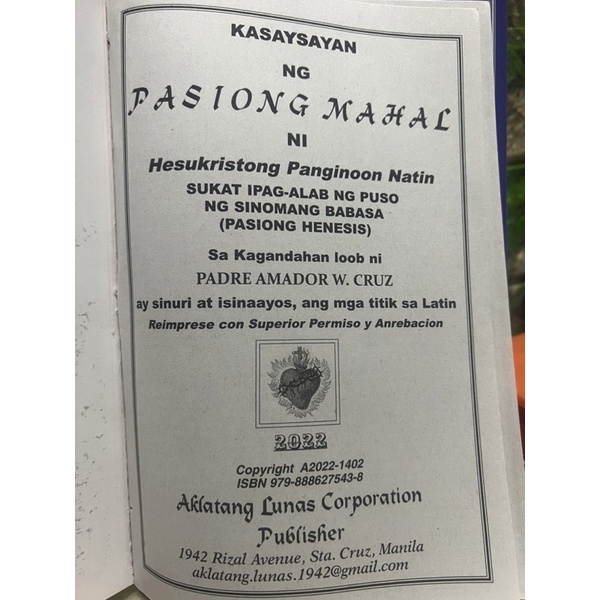 KASAYSAYAN
NG
PASIONG MAHAL
NI
Hesukristong Panginoon Natin
SUKAT IPAG-ALAB NG PUSO
NG SINOMANG BABASA
(PASIONG HENESIS)
Sa Kagandahan loob ni
PADRE AMADOR W. CRUZ
ay sinuri at isinaayos, ang mga titik sa Latin
Reimprese con Superior Permiso y Anrebacion
2022
Copyright A2022-1402
ISBN 979-888627543-8
Aklatang Lunas Corporation
Publisher
1942 Rizal Avenue, Sta. Cruz, Manila
aklatang.lunas.1942@gmail.com